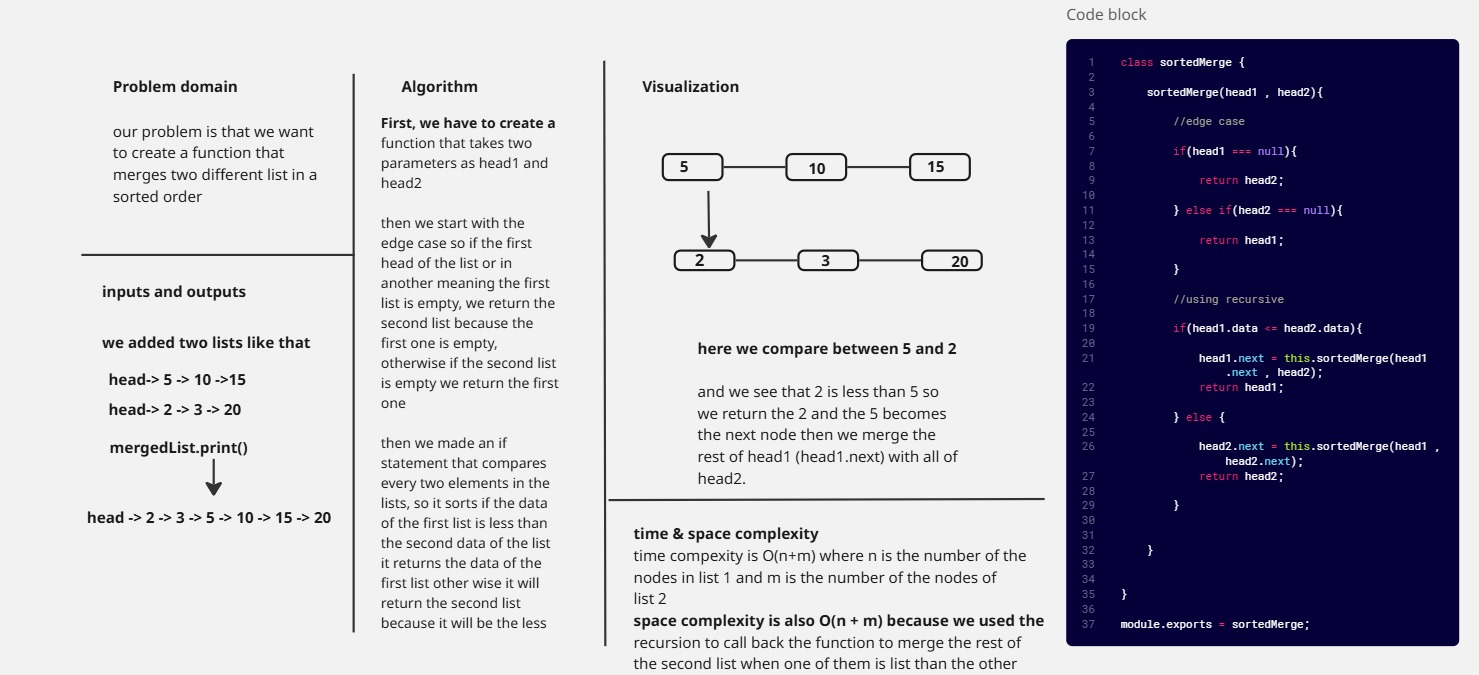 Problem domain
our problem is that we want
to create a function that
merges two different list in a
sorted order
inputs and outputs
we added two lists like that
head-> 5 -> 10 ->15
head-> 2 -> 3 -> 20
mergedList.print()
head -> 2 -> 3 -> 5 -> 10 -> 15 -> 20
Algorithm
First, we have to create a
function that takes two
parameters as head1 and
head2
then we start with the
edge case so if the first
head of the list or in
another meaning the first
list is empty, we return the
second list because the
first one is empty,
otherwise if the second list
is empty we return the first
one
then we made an if
statement that compares
every two elements in the
lists, so it sorts if the data
of the first list is less than
the second data of the list
it returns the data of the
first list other wise it will
return the second list
because it will be the less
Visualization
5 10 15
2 3 20
here we compare between 5 and 2
and we see that 2 is less than 5 so
we return the 2 and the 5 becomes
the next node then we merge the
rest of head1 (head1.next) with all of
head2.
time & space complexity
time compexity is O(n+m) where n is the number of the
nodes in list 1 and m is the number of the nodes of
list 2
space complexity is also O(n + m) because we used the
recursion to call back the function to merge the rest of
the second list when one of them is list than the other
Code block
1 class sortedMerge {
2
3 sortedMerge(head1 , head2){
4
5 //edge case
6
7 if(head1 === null){
8
9 return head2;
10
11 } else if(head2 === null){
12
13 return head1;
14
15 }
16
17 //using recursive
18
19 if(head1.data <= head2.data){
20
21 head1.next = this.sortedMerge(head1
.next , head2);
22 return head1;
23
24 } else {
25
26 head2.next = this.sortedMerge(head1 ,
head2.next);
27 return head2;
28
29 }
30
31
32 }
33
34
35 }
36
37 module.exports = sortedMerge;